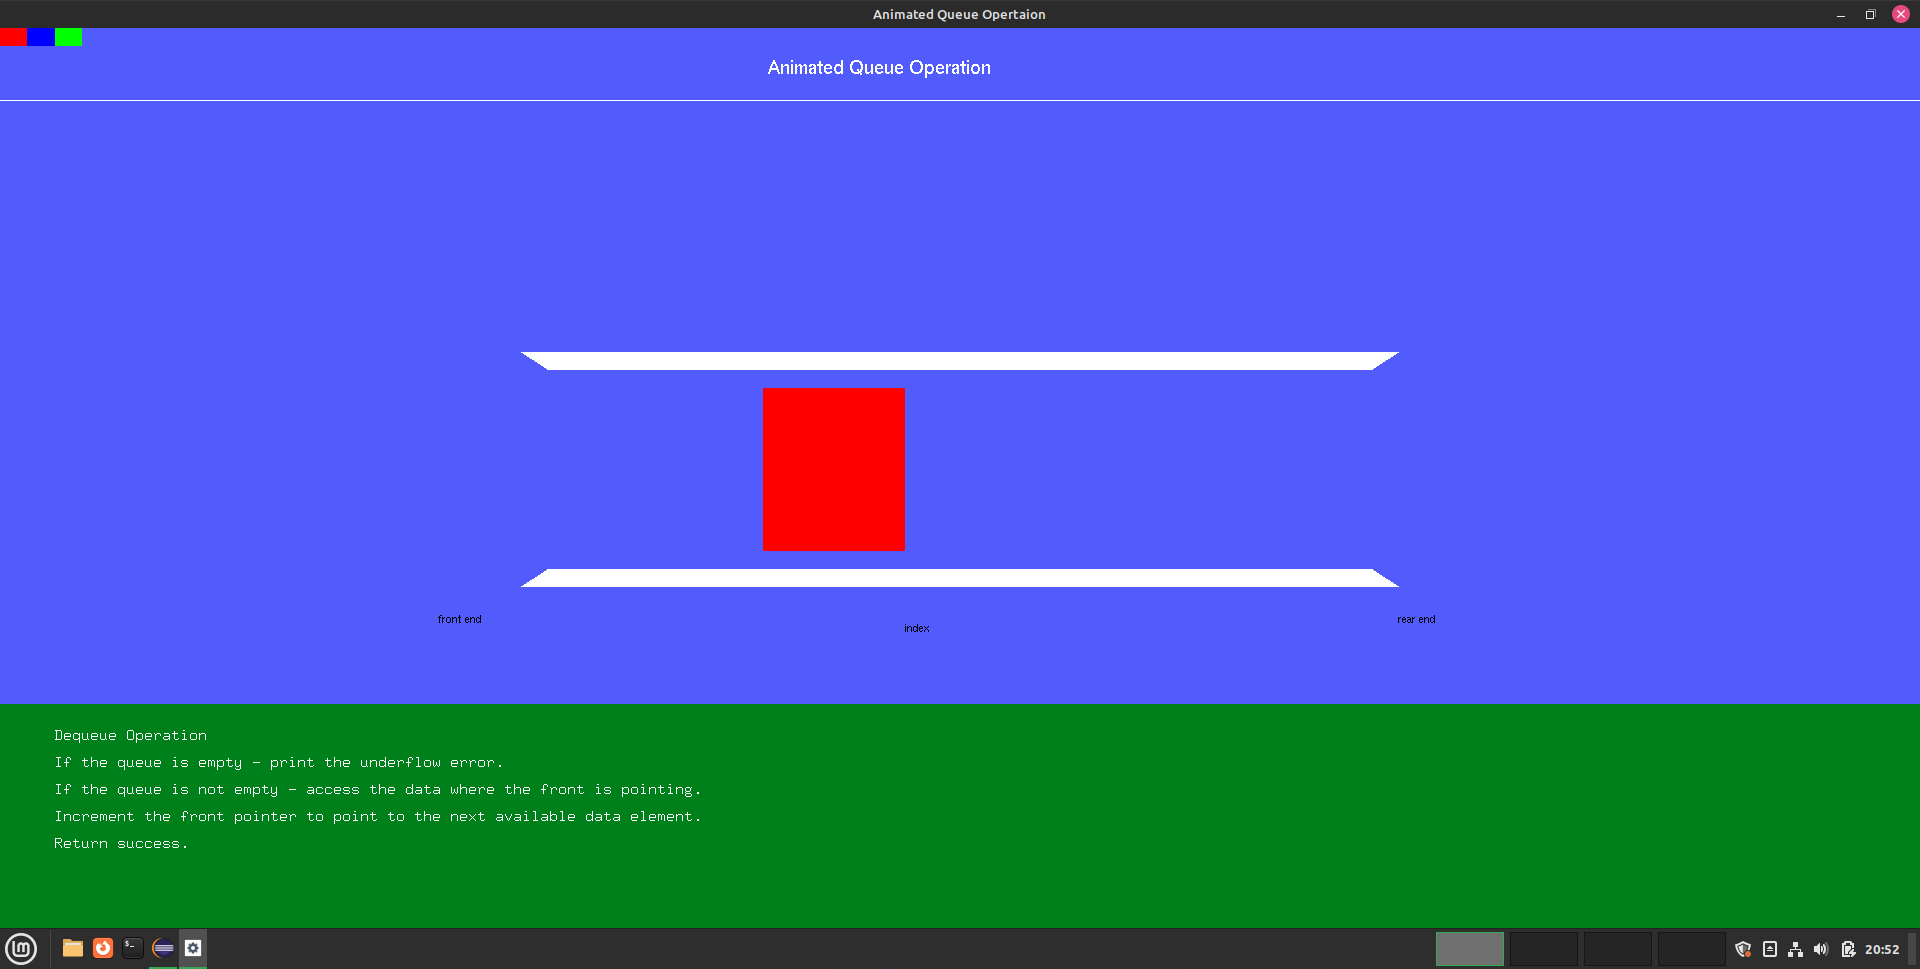 Animated Queue Opertaion
Animated Queue Operation
front end
index
rear end
Dequeue Operation
If the queue is empty - print the underflow error.
If the queue is not empty - access the data where the front is pointing.
Increment the front pointer to point to the next available data element.
Return success.
20:52